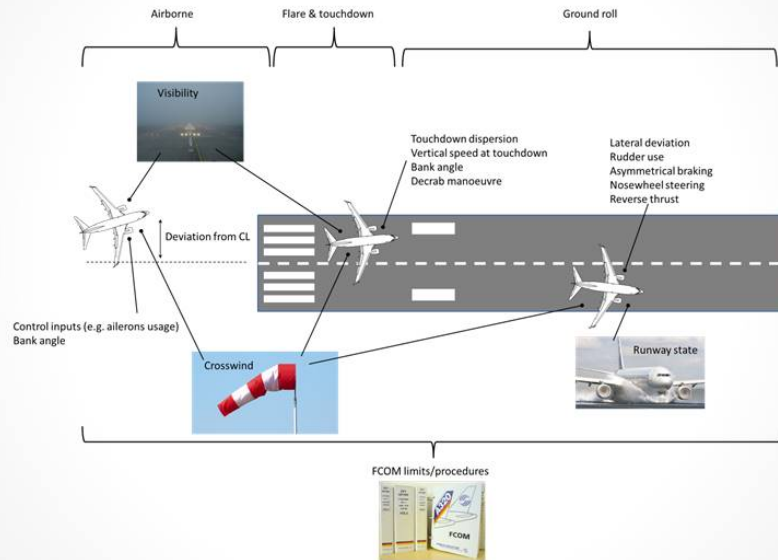 Airborne
Flare & touchdown
Ground roll
Visibility
Touchdown dispersion
Vertical speed at touchdown
Bank angle
Decrab manoeuvre
Lateral deviation
Rudder use
Asymmetrical braking
Nosewheel steering
Reverse thrust
Deviation from CL
Control inputs (e.g. ailerons usage)
Bank angle
Crosswind
Runway state
FCOM limits/procedures
A320
FCOM